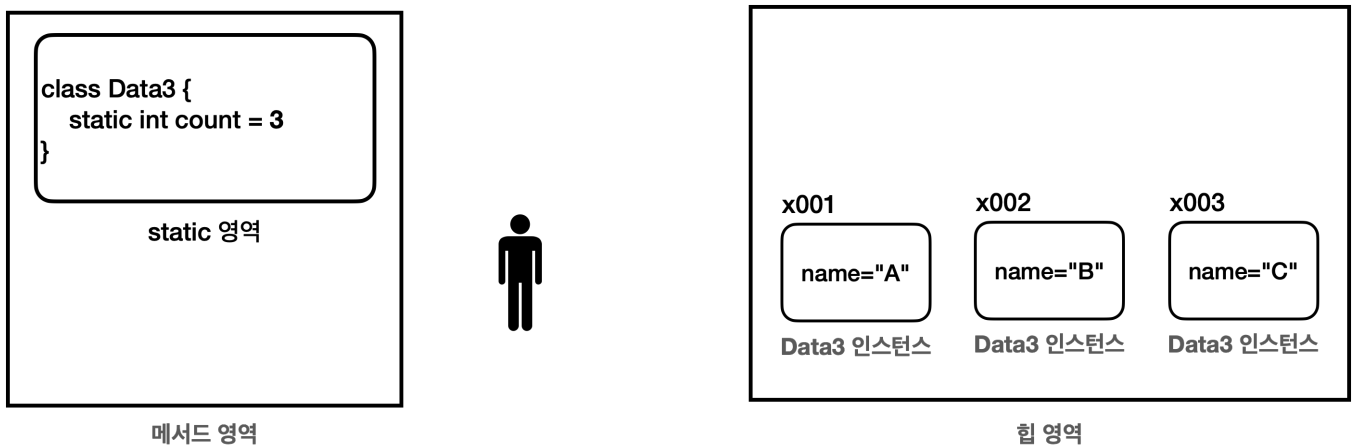 class Data3 {
static int count = 3
}
static 영역
메서드 영역
x001
name="A"
Data3 인스턴스
x002
name="B"
Data3 인스턴스
x003
name="C"
Data3 인스턴스
힙 영역